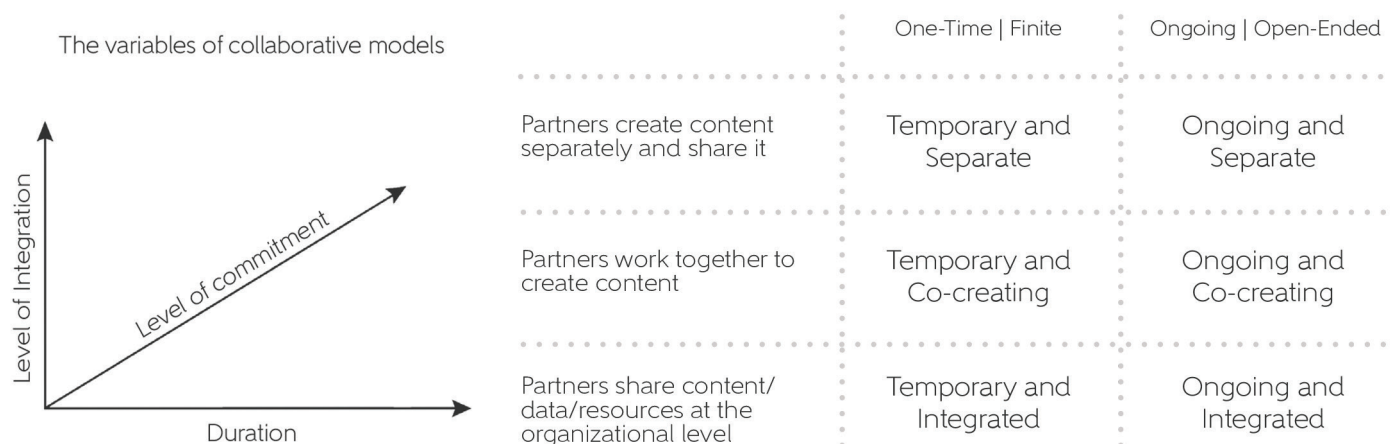 The variables of collaborative models
Level of Integration
Level of commitment
Duration
One-Time | Finite
Ongoing | Open-Ended
Partners create content
separately and share it
Temporary and
Separate
Ongoing and
Separate
Partners work together to
create content
Temporary and
Co-creating
Ongoing and
Co-creating
Partners share content/
data/resources at the
organizational level
Temporary and
Integrated
Ongoing and
Integrated